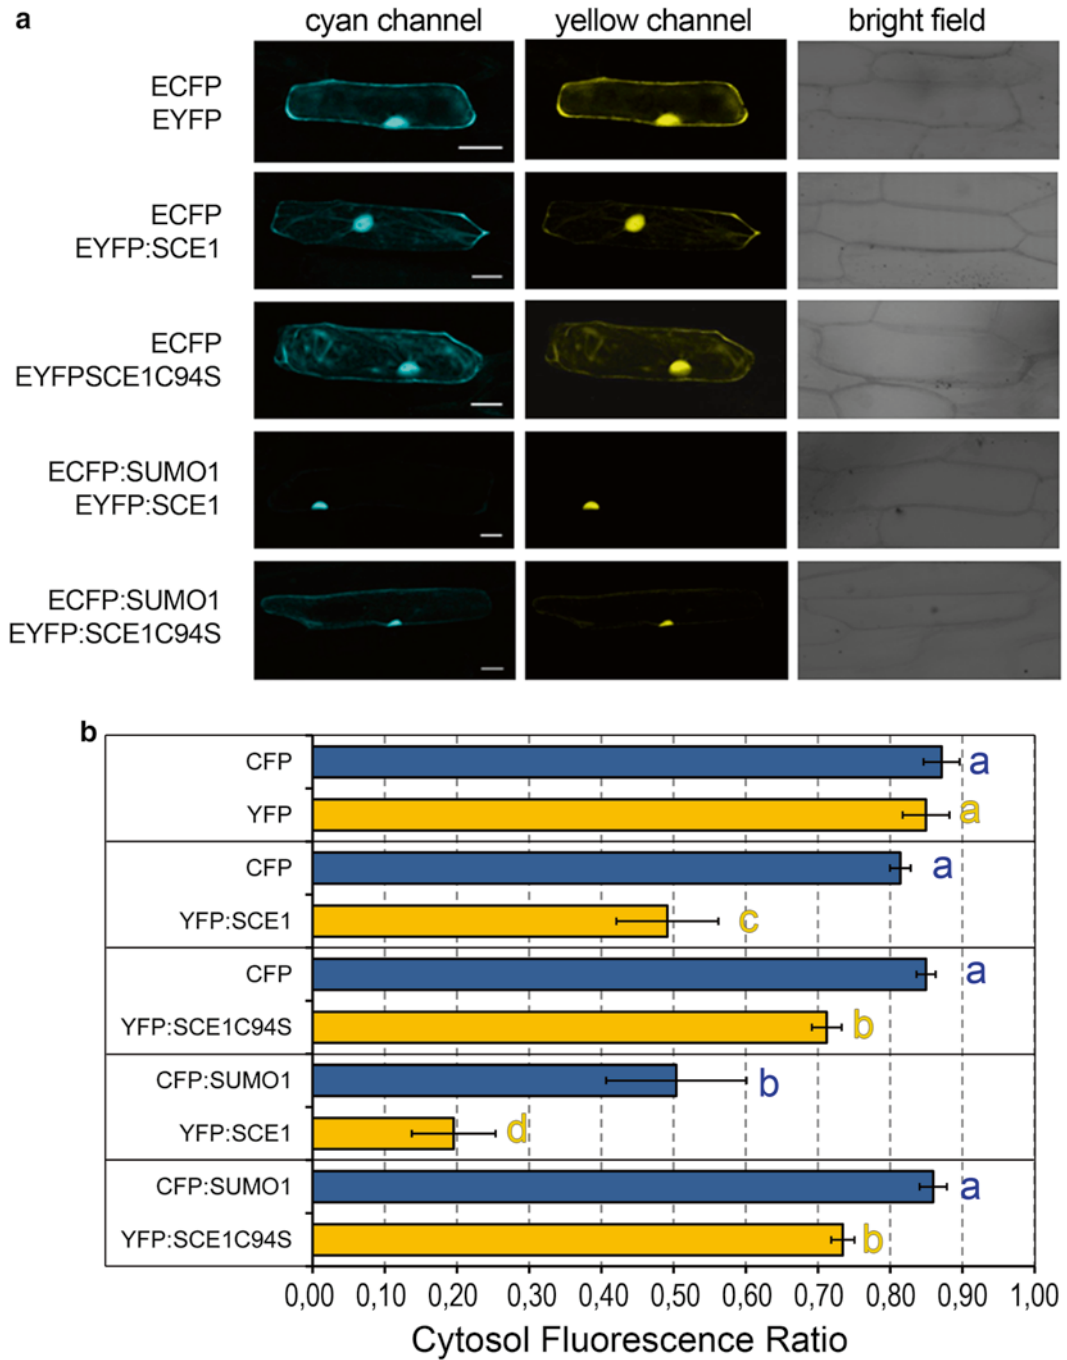 a
cyan channel yellow channel bright field
ECFP
EYFP
ECFP
EYFP:SCE1
ECFP
EYFPSCE1C94S
ECFP:SUMO1
EYFP:SCE1
ECFP:SUMO1
EYFP:SCE1C94S
b
CFP a
YFP a
CFP a
YFP:SCE1 c
CFP a
YFP:SCE1C94S b
CFP:SUMO1 b
YFP:SCE1 d
CFP:SUMO1 a
YFP:SCE1C94S b
0,00 0,10 0,20 0,30 0,40 0,50 0,60 0,70 0,80 0,90 1,00
Cytosol Fluorescence Ratio